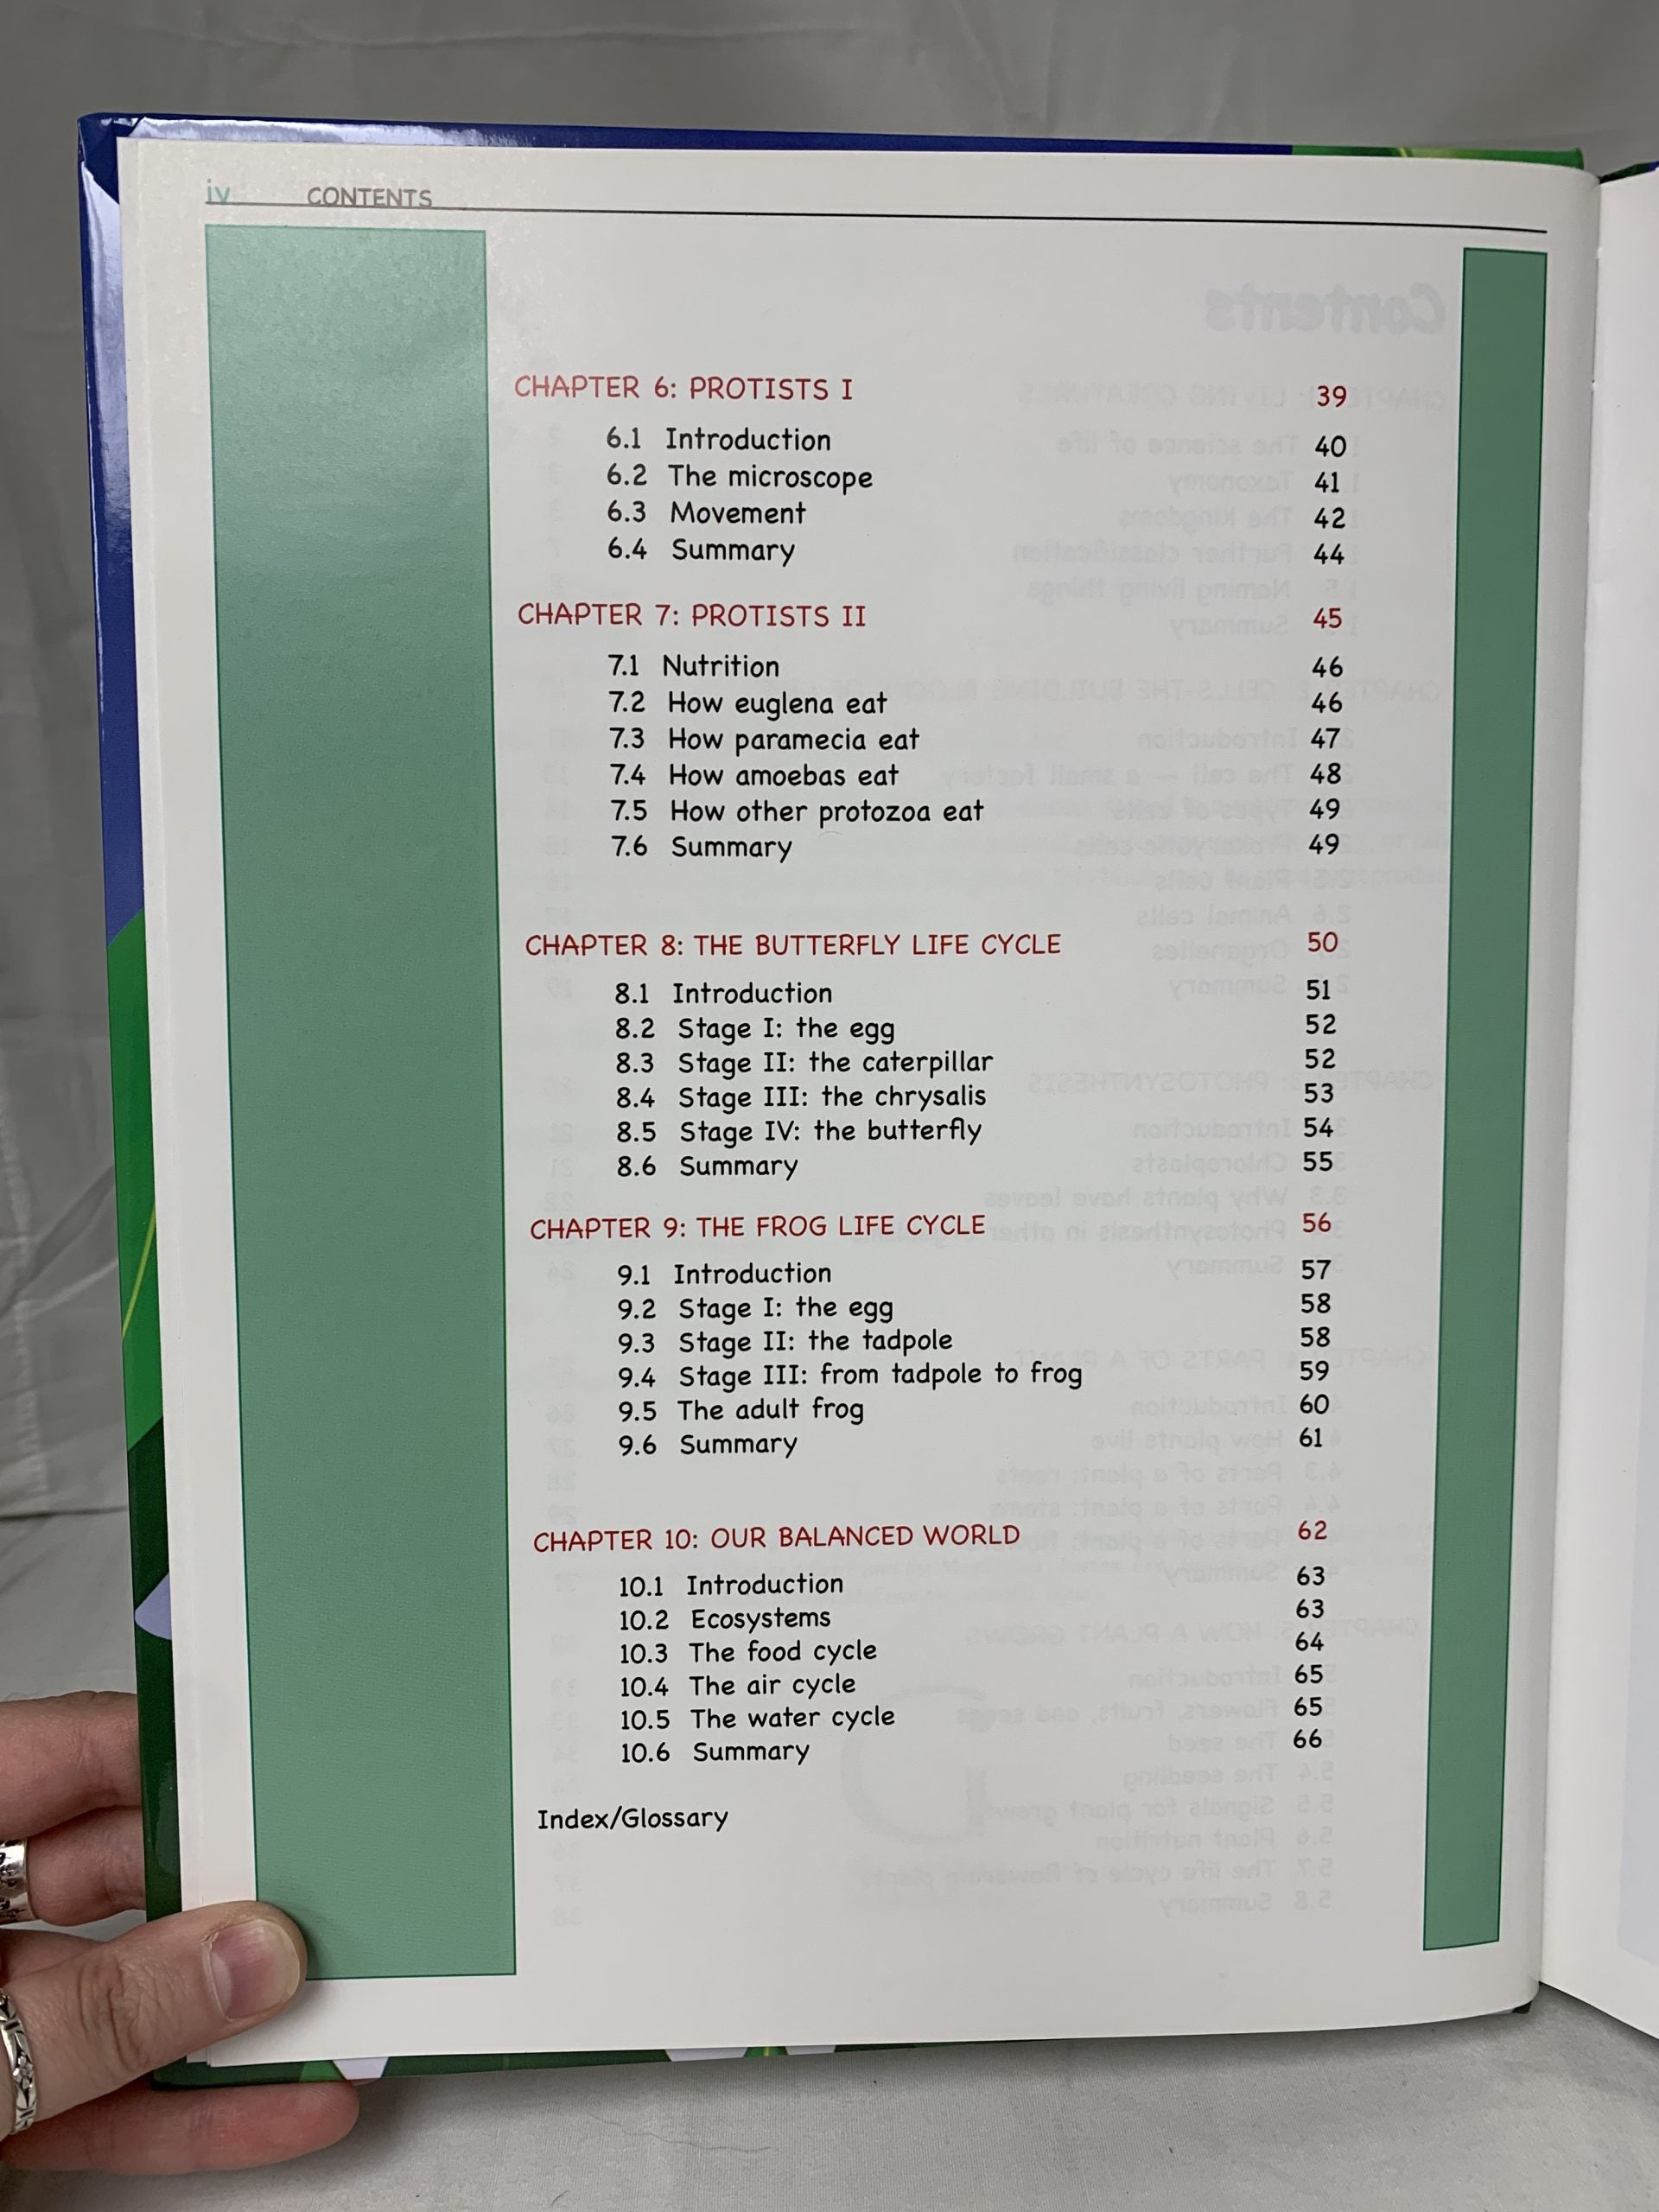 iv CONTENTS
CHAPTER 6: PROTISTS I 39
6.1 Introduction 40
6.2 The microscope 41
6.3 Movement 42
6.4 Summary 44
CHAPTER 7: PROTISTS II 45
7.1 Nutrition 46
7.2 How euglena eat 46
7.3 How paramecia eat 47
7.4 How amoebas eat 48
7.5 How other protozoa eat 49
7.6 Summary 49
CHAPTER 8: THE BUTTERFLY LIFE CYCLE 50
8.1 Introduction 51
8.2 Stage I: the egg 52
8.3 Stage II: the caterpillar 52
8.4 Stage III: the chrysalis 53
8.5 Stage IV: the butterfly 54
8.6 Summary 55
CHAPTER 9: THE FROG LIFE CYCLE 56
9.1 Introduction 57
9.2 Stage I: the egg 58
9.3 Stage II: the tadpole 58
9.4 Stage III: from tadpole to frog 59
9.5 The adult frog 60
9.6 Summary 61
CHAPTER 10: OUR BALANCED WORLD 62
10.1 Introduction 63
10.2 Ecosystems 63
10.3 The food cycle 64
10.4 The air cycle 65
10.5 The water cycle 65
10.6 Summary 66
Index/Glossary